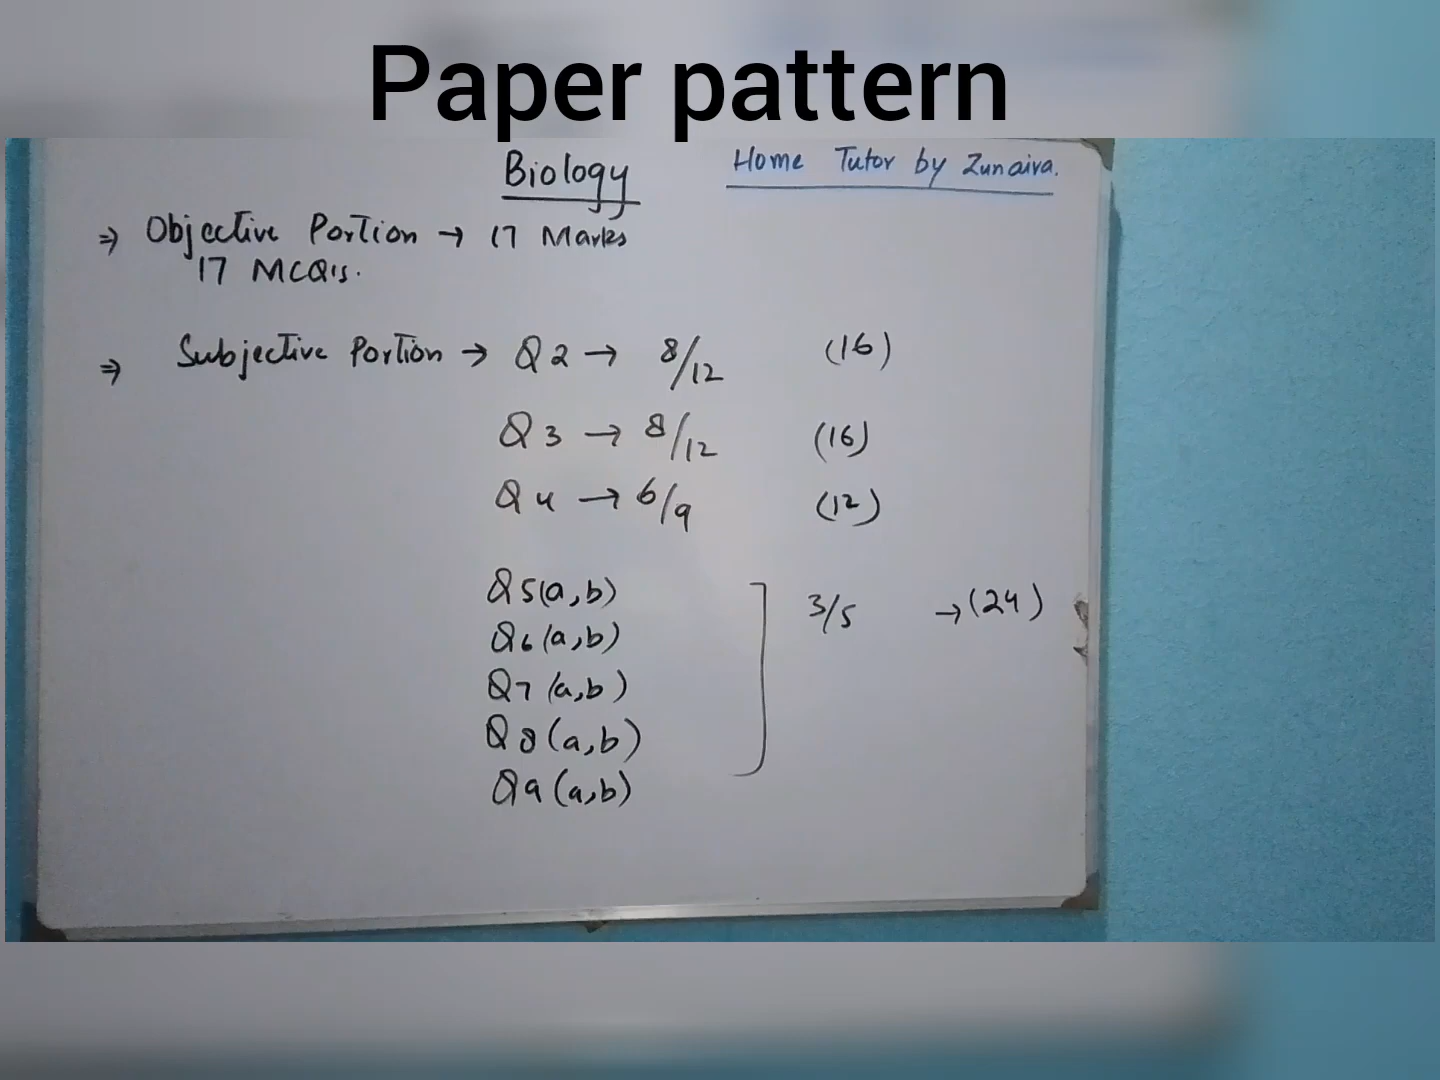 Paper pattern
Biology
Home Tutor by Zunaira.
⇒ Objective Portion → 17 Marks
17 MCQ's.
⇒ Subjective Portion → Q2 → 8/12 (16)
Q3 → 8/12 (16)
Q4 → 6/9 (12)
Q5(a,b)
Q6(a,b)
3/5 → (24)
Q7(a,b)
Q8(a,b)
Q9(a,b)